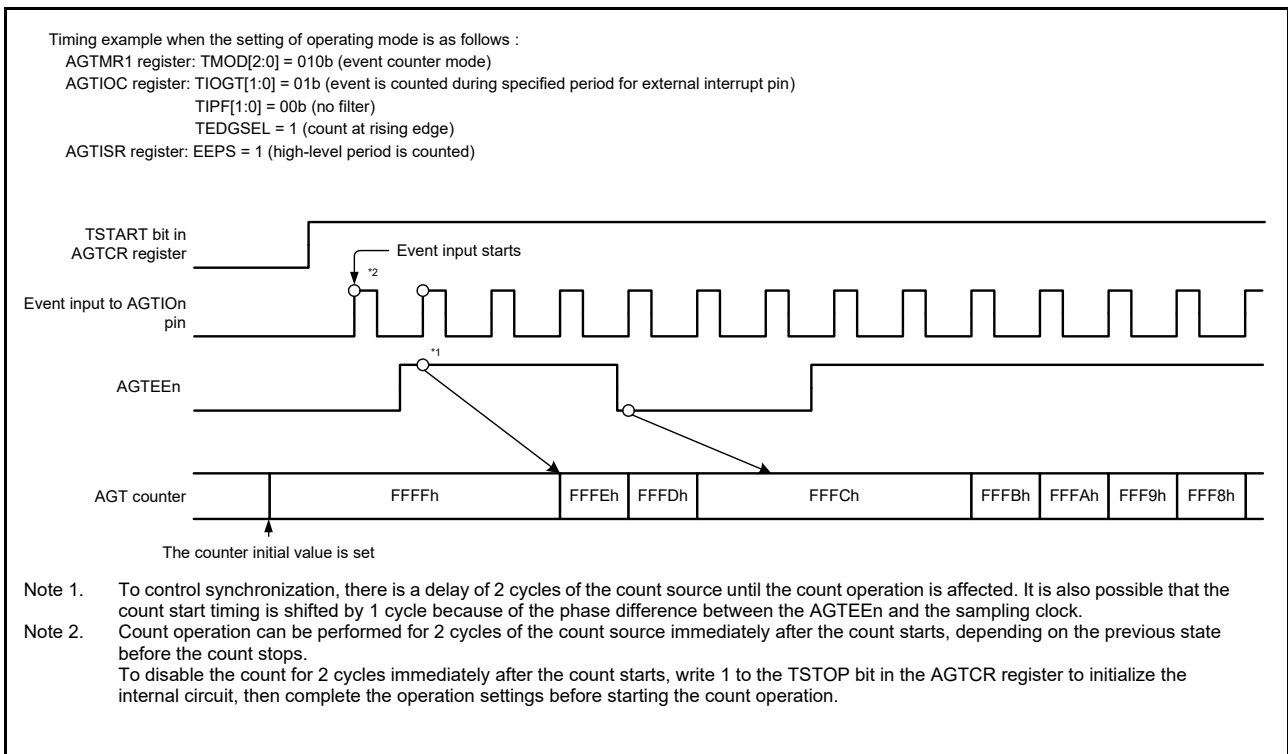 Timing example when the setting of operating mode is as follows :
AGTMR1 register: TMOD[2:0] = 010b (event counter mode)
AGTIOC register: TIOGT[1:0] = 01b (event is counted during specified period for external interrupt pin)
TIPF[1:0] = 00b (no filter)
TEDGSEL = 1 (count at rising edge)
AGTISR register: EEPS = 1 (high-level period is counted)
TSTART bit in
AGTCR register
Event input starts
*2
Event input to AGTIOn
pin
*1
AGTEEn
AGT counter
FFFFh
FFFEh
FFFDh
FFFCh
FFFBh
FFFAh
FFF9h
FFF8h
The counter initial value is set
Note 1. To control synchronization, there is a delay of 2 cycles of the count source until the count operation is affected. It is also possible that the
count start timing is shifted by 1 cycle because of the phase difference between the AGTEEn and the sampling clock.
Note 2. Count operation can be performed for 2 cycles of the count source immediately after the count starts, depending on the previous state
before the count stops.
To disable the count for 2 cycles immediately after the count starts, write 1 to the TSTOP bit in the AGTCR register to initialize the
internal circuit, then complete the operation settings before starting the count operation.